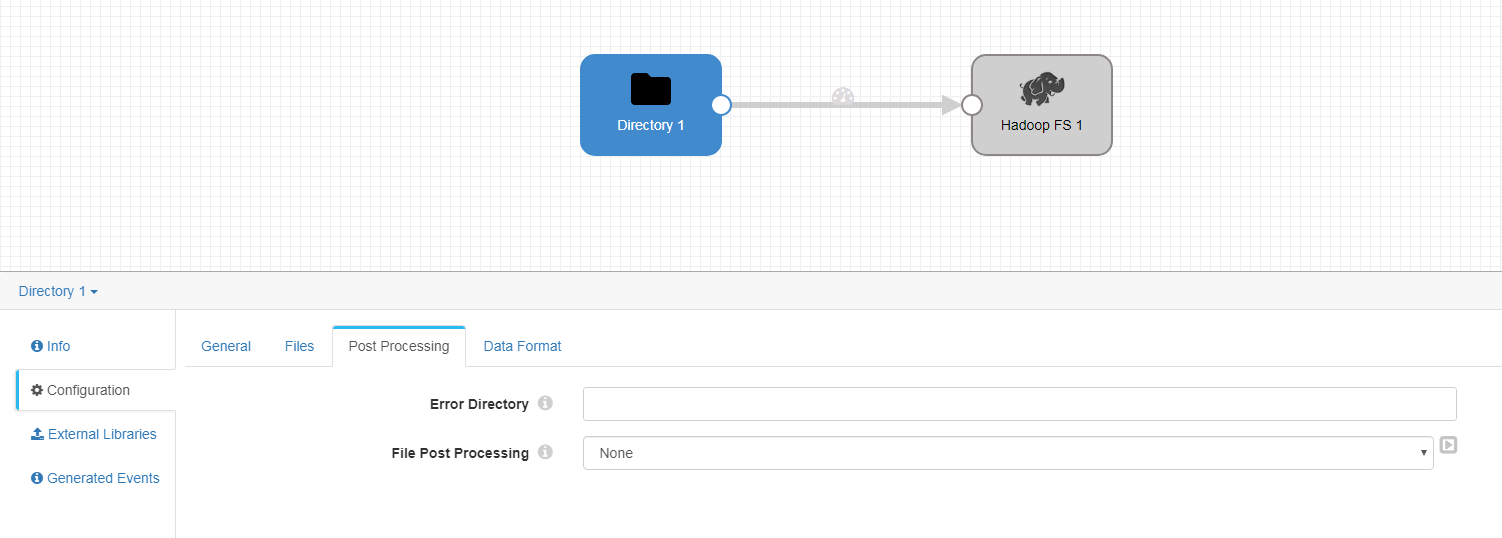 Directory 1
Hadoop FS 1
Directory 1
Info
Configuration
External Libraries
Generated Events
General Files Post Processing Data Format
Error Directory
File Post Processing None